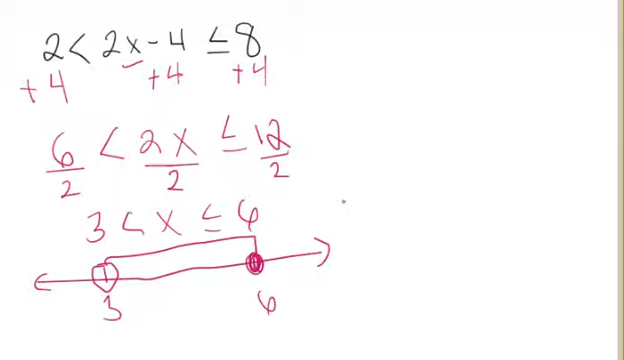 2 < 2x - 4 ≤ 8
+4 +4 +4
6/2 < 2x/2 ≤ 12/2
3 < x ≤ 6
3 6